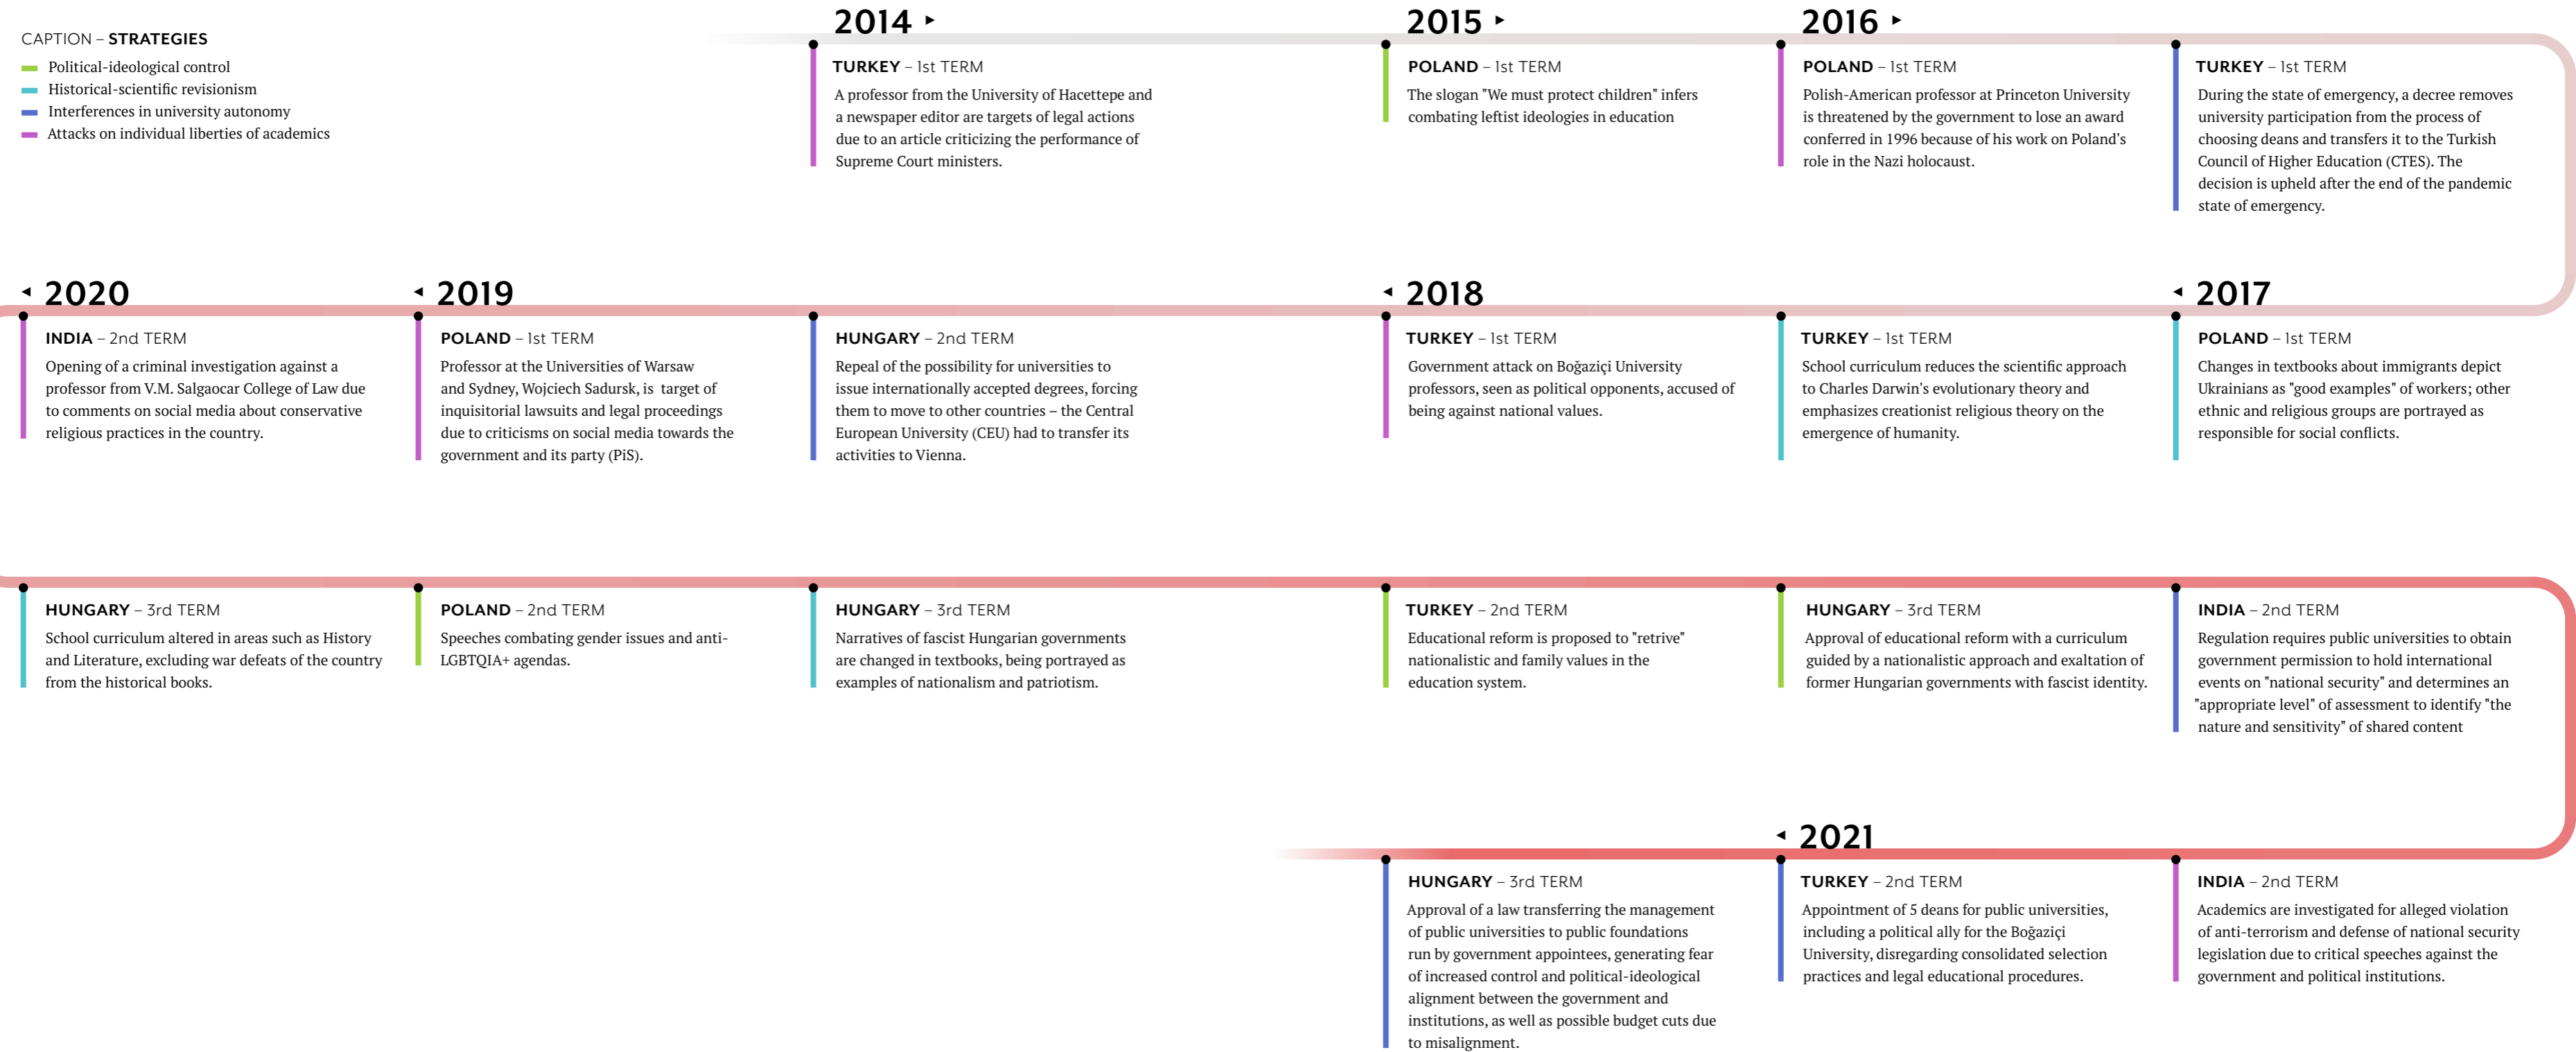 CAPTION – STRATEGIES
Political-ideological control
Historical-scientific revisionism
Interferences in university autonomy
Attacks on individual liberties of academics
2014 ►
TURKEY – 1st TERM
A professor from the University of Hacettepe and
a newspaper editor are targets of legal actions
due to an article criticizing the performance of
Supreme Court ministers.
2015 ►
POLAND – 1st TERM
The slogan "We must protect children" infers
combating leftist ideologies in education
2016 ►
POLAND – 1st TERM
Polish-American professor at Princeton University
is threatened by the government to lose an award
conferred in 1996 because of his work on Poland's
role in the Nazi holocaust.
TURKEY – 1st TERM
During the state of emergency, a decree removes
university participation from the process of
choosing deans and transfers it to the Turkish
Council of Higher Education (CTES). The
decision is upheld after the end of the pandemic
state of emergency.
◄ 2017
POLAND – 1st TERM
Changes in textbooks about immigrants depict
Ukrainians as "good examples" of workers; other
ethnic and religious groups are portrayed as
responsible for social conflicts.
TURKEY – 1st TERM
School curriculum reduces the scientific approach
to Charles Darwin's evolutionary theory and
emphasizes creationist religious theory on the
emergence of humanity.
◄ 2018
TURKEY – 1st TERM
Government attack on Boğaziçi University
professors, seen as political opponents, accused of
being against national values.
HUNGARY – 2nd TERM
Repeal of the possibility for universities to
issue internationally accepted degrees, forcing
them to move to other countries – the Central
European University (CEU) had to transfer its
activities to Vienna.
◄ 2019
POLAND – 1st TERM
Professor at the Universities of Warsaw
and Sydney, Wojciech Sadursk, is target of
inquisitorial lawsuits and legal proceedings
due to criticisms on social media towards the
government and its party (PiS).
◄ 2020
INDIA – 2nd TERM
Opening of a criminal investigation against a
professor from V.M. Salgaocar College of Law due
to comments on social media about conservative
religious practices in the country.
HUNGARY – 3rd TERM
School curriculum altered in areas such as History
and Literature, excluding war defeats of the country
from the historical books.
POLAND – 2nd TERM
Speeches combating gender issues and anti-
LGBTQIA+ agendas.
HUNGARY – 3rd TERM
Narratives of fascist Hungarian governments
are changed in textbooks, being portrayed as
examples of nationalism and patriotism.
TURKEY – 2nd TERM
Educational reform is proposed to "retrive"
nationalistic and family values in the
education system.
HUNGARY – 3rd TERM
Approval of educational reform with a curriculum
guided by a nationalistic approach and exaltation of
former Hungarian governments with fascist identity.
INDIA – 2nd TERM
Regulation requires public universities to obtain
government permission to hold international
events on "national security" and determines an
"appropriate level" of assessment to identify "the
nature and sensitivity" of shared content
INDIA – 2nd TERM
Academics are investigated for alleged violation
of anti-terrorism and defense of national security
legislation due to critical speeches against the
government and political institutions.
◄ 2021
TURKEY – 2nd TERM
Appointment of 5 deans for public universities,
including a political ally for the Boğaziçi
University, disregarding consolidated selection
practices and legal educational procedures.
HUNGARY – 3rd TERM
Approval of a law transferring the management
of public universities to public foundations
run by government appointees, generating fear
of increased control and political-ideological
alignment between the government and
institutions, as well as possible budget cuts due
to misalignment.